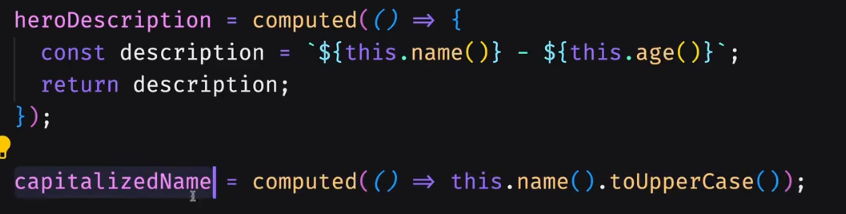 heroDescription = computed(() => {
  const description = `${this.name()} - ${this.age()}`;
  return description;
});
capitalizedName = computed(() => this.name().toUpperCase());